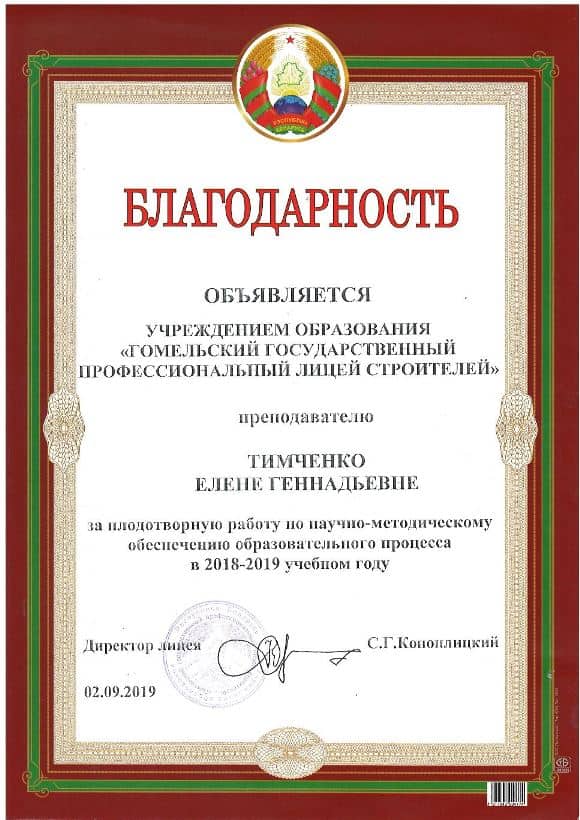 РЭСПУБЛІКА
БЕЛАРУСЬ
БЛАГОДАРНОСТЬ
ОБЪЯВЛЯЕТСЯ
УЧРЕЖДЕНИЕМ ОБРАЗОВАНИЯ
«ГОМЕЛЬСКИЙ ГОСУДАРСТВЕННЫЙ
ПРОФЕССИОНАЛЬНЫЙ ЛИЦЕЙ СТРОИТЕЛЕЙ»
преподавателю
ТИМЧЕНКО
ЕЛЕНЕ ГЕННАДЬЕВНЕ
за плодотворную работу по научно-методическому
обеспечению образовательного процесса
в 2018-2019 учебном году
Директор лицея
С.Г.Коноплицкий
02.09.2019